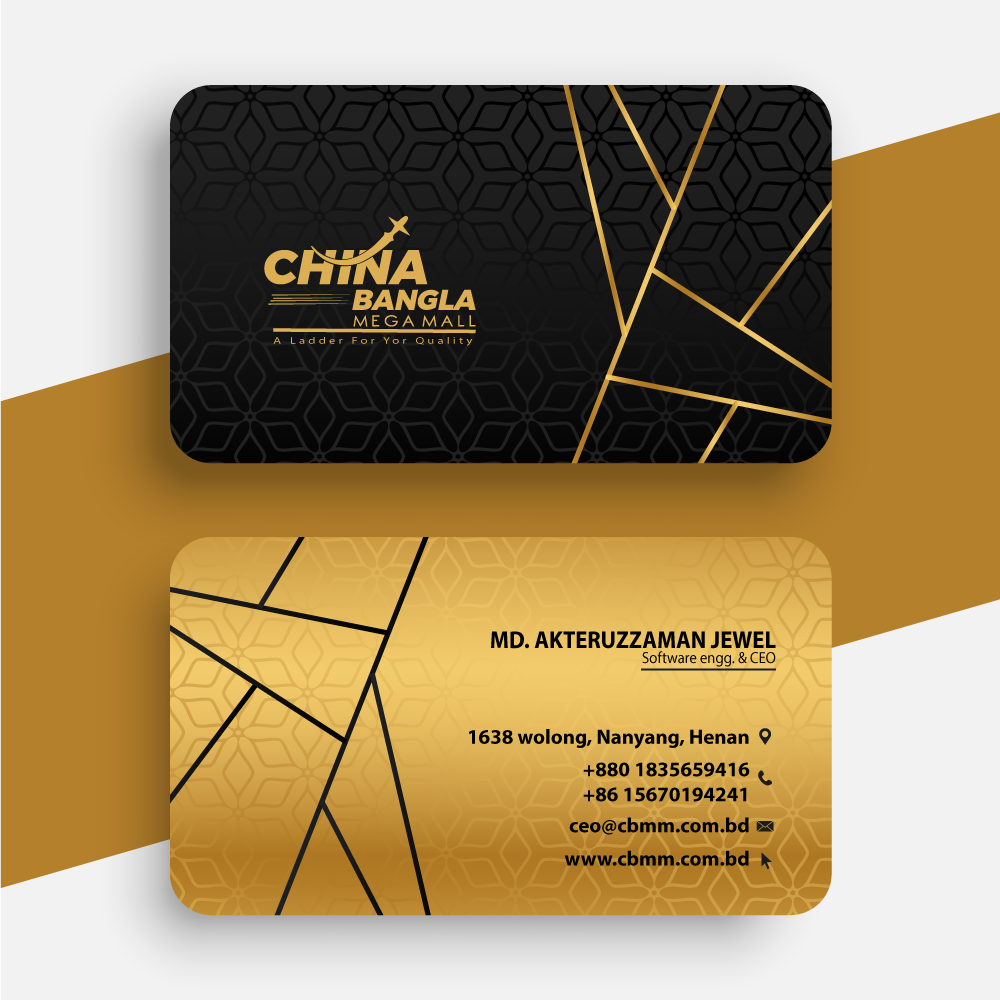 CHINA
BANGLA
MEGA MALL
A Ladder For Yor Quality
MD. AKTERUZZAMAN JEWEL
Software engg. & CEO
1638 wolong, Nanyang, Henan
+880 1835659416
+86 15670194241
ceo@cbmm.com.bd
www.cbmm.com.bd